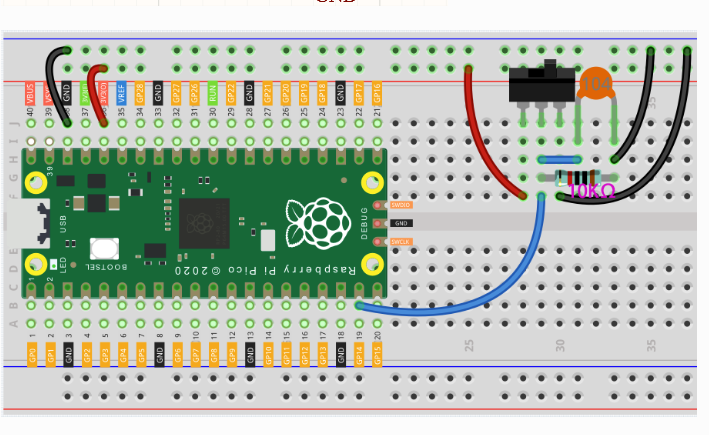 GND
VBUS
VSYS
GND
3V3(O)
VREF
GP28
GND
GP27
GP26
RUN
GP22
GND
GP21
GP20
GP19
GP18
GND
GP17
GP16
40 39 37 35 34 33 32 31 30 29 28 27 26 25 24 23 22 21
104
35
J
I
H
G
F
39
USB
LED
BOOTSEL
Raspberry Pi Pico ©2020
DEBUG
SWDIO
GND
SWCLK
10KΩ
E
D
C
B
A
1 2
1 2 3 4 5 6 7 8 9 10 11 12 13 14 15 16 17 18 19 20
25 30 35
GP0
GP1
GND
GP2
GP3
GP4
GP5
GND
GP6
GP7
GP8
GP9
GND
GP10
GP11
GP12
GP13
GND
GP14
GP15